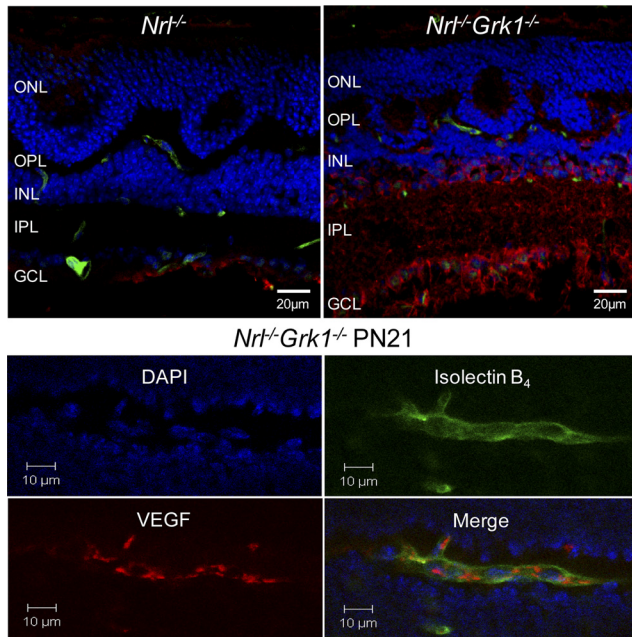 Nrl-/-
Nrl-/-Grk1-/-
ONL
OPL
INL
IPL
GCL
20μm
ONL
OPL
INL
IPL
GCL
20μm
Nrl-/-Grk1-/- PN21
DAPI
10 μm
Isolectin B4
10 μm
VEGF
10 μm
Merge
10 μm